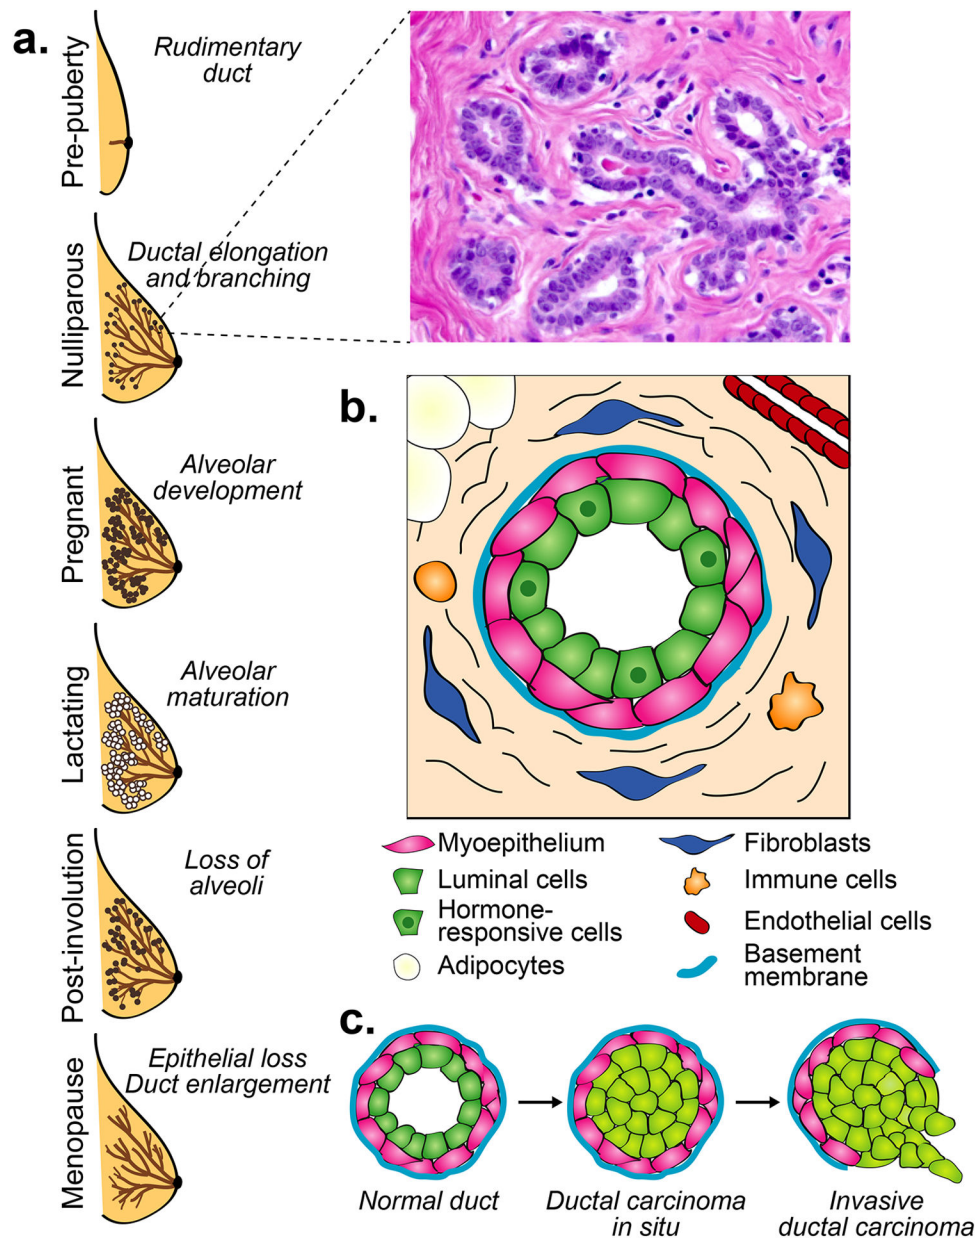 a.
Pre-puberty
Rudimentary
duct
Nulliparous
Ductal elongation
and branching
Pregnant
Alveolar
development
Lactating
Alveolar
maturation
Post-involution
Loss of
alveoli
Menopause
Epithelial loss
Duct enlargement
b.
Myoepithelium
Luminal cells
Hormone-
responsive cells
Adipocytes
Fibroblasts
Immune cells
Endothelial cells
Basement
membrane
c.
Normal duct
Ductal carcinoma
in situ
Invasive
ductal carcinoma